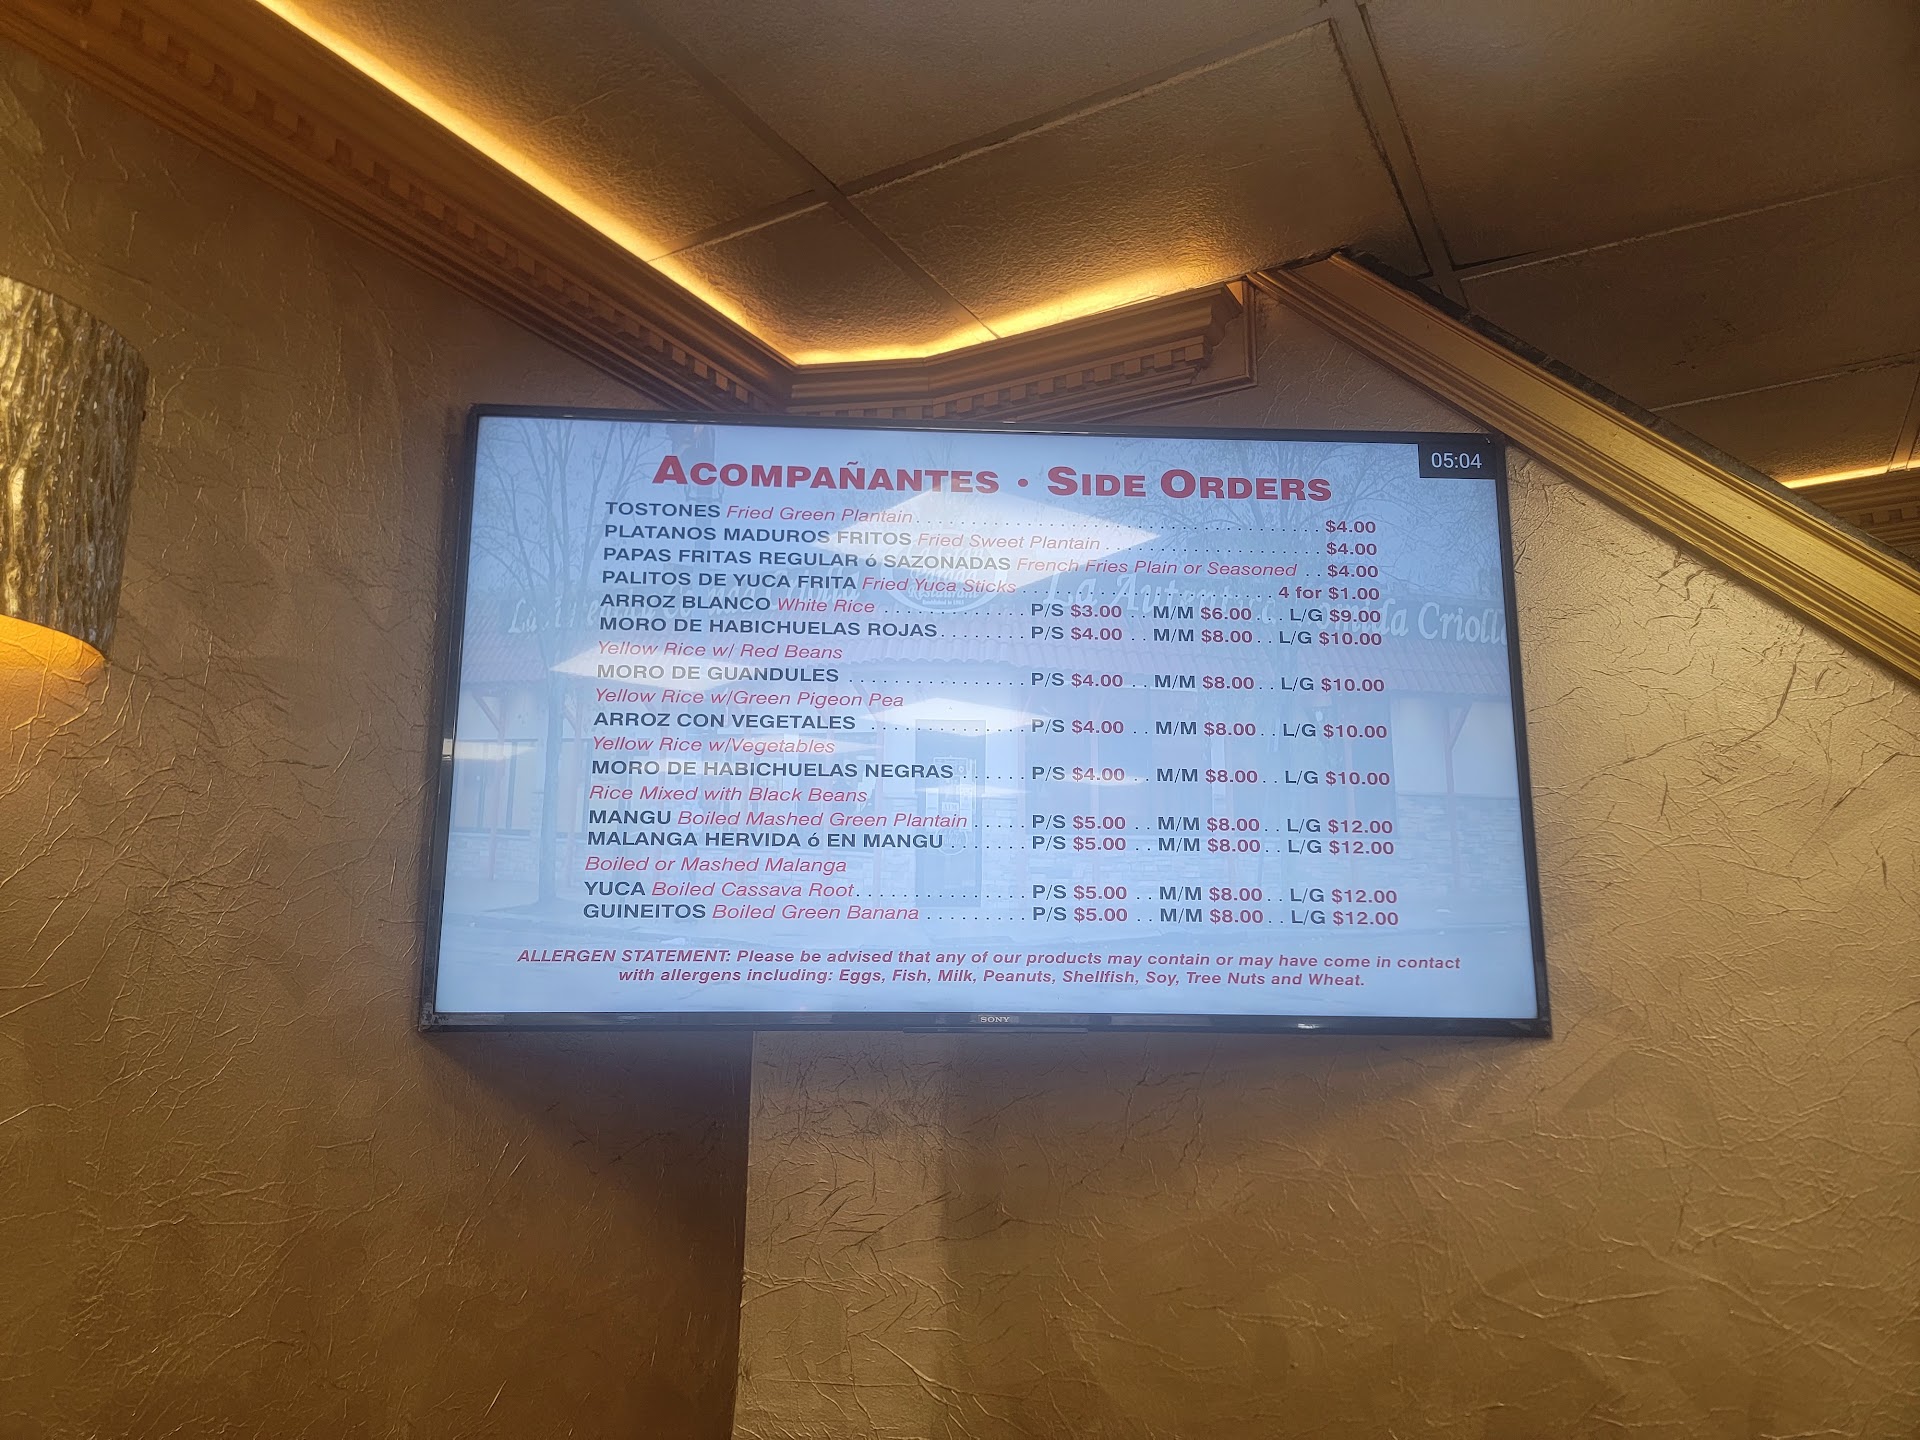 05:04
ACOMPAÑANTES • SIDE ORDERS
TOSTONES Fried Green Plantain $4.00
PLATANOS MADUROS FRITOS Fried Sweet Plantain $4.00
PAPAS FRITAS REGULAR ó SAZONADAS French Fries Plain or Seasoned $4.00
PALITOS DE YUCA FRITA Fried Yuca Sticks 4 for $1.00
ARROZ BLANCO White Rice P/S $3.00 M/M $6.00 L/G $9.00
MORO DE HABICHUELAS ROJAS P/S $4.00 M/M $8.00 L/G $10.00
Yellow Rice w/ Red Beans
MORO DE GUANDULES P/S $4.00 M/M $8.00 L/G $10.00
Yellow Rice w/Green Pigeon Pea
ARROZ CON VEGETALES P/S $4.00 M/M $8.00 L/G $10.00
Yellow Rice w/Vegetables
MORO DE HABICHUELAS NEGRAS P/S $4.00 M/M $8.00 L/G $10.00
Rice Mixed with Black Beans
MANGU Boiled Mashed Green Plantain P/S $5.00 M/M $8.00 L/G $12.00
MALANGA HERVIDA ó EN MANGU P/S $5.00 M/M $8.00 L/G $12.00
Boiled or Mashed Malanga
YUCA Boiled Cassava Root P/S $5.00 M/M $8.00 L/G $12.00
GUINEITOS Boiled Green Banana P/S $5.00 M/M $8.00 L/G $12.00
ALLERGEN STATEMENT: Please be advised that any of our products may contain or may have come in contact
with allergens including: Eggs, Fish, Milk, Peanuts, Shellfish, Soy, Tree Nuts and Wheat.
SONY